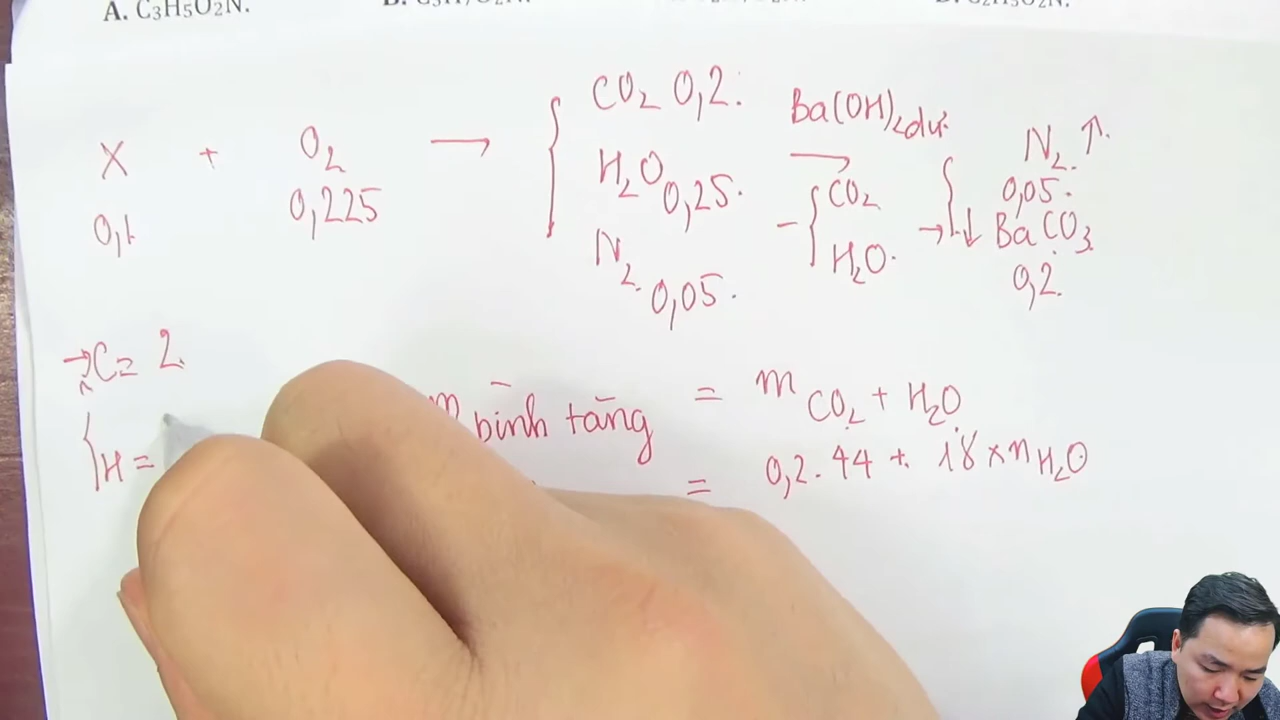 A. C3H5O2N.
X + O2 → { CO2 0,2. Ba(OH)2 dư N2 ↑
0,1 0,225 H2O 0,25. → { CO2 0,05.
N2 0,05. - H2O. → ↓ BaCO3
0,2.
→ C = 2.
H =
m bình tăng = m CO2 + H2O
= 0,2.44 + 18 x n H2O